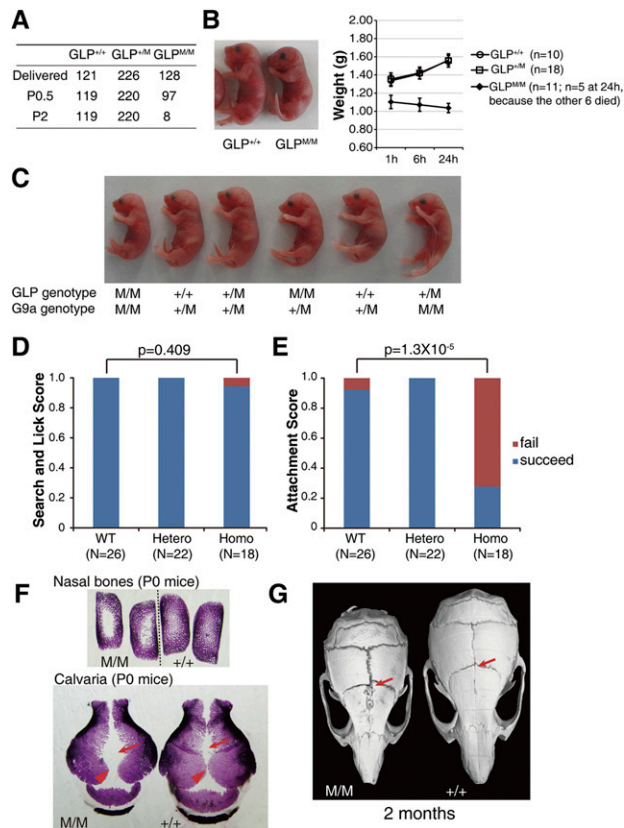 A
GLP+/+ GLP+/M GLPM/M
Delivered 121 226 128
P0.5 119 220 97
P2 119 220 8
B
GLP+/+ GLPM/M
Weight (g)
1.80
1.60
1.40
1.20
1.00
0.80
0.60
1h 6h 24h
GLP+/+ (n=10)
GLP+/M (n=18)
GLPM/M (n=11; n=5 at 24h,
because the other 6 died)
C
GLP genotype M/M +/+ +/M M/M +/+ +/M
G9a genotype M/M +/M +/M +/M +/M M/M
D
p=0.409
Search and Lick Score
1.0
0.8
0.6
0.4
0.2
0
WT Hetero Homo
(N=26) (N=22) (N=18)
E
p=1.3X10-5
Attachment Score
1.0
0.8
0.6
0.4
0.2
0
WT Hetero Homo
(N=26) (N=22) (N=18)
fail
succeed
F
Nasal bones (P0 mice)
M/M +/+
Calvaria (P0 mice)
M/M +/+
G
M/M +/+
2 months